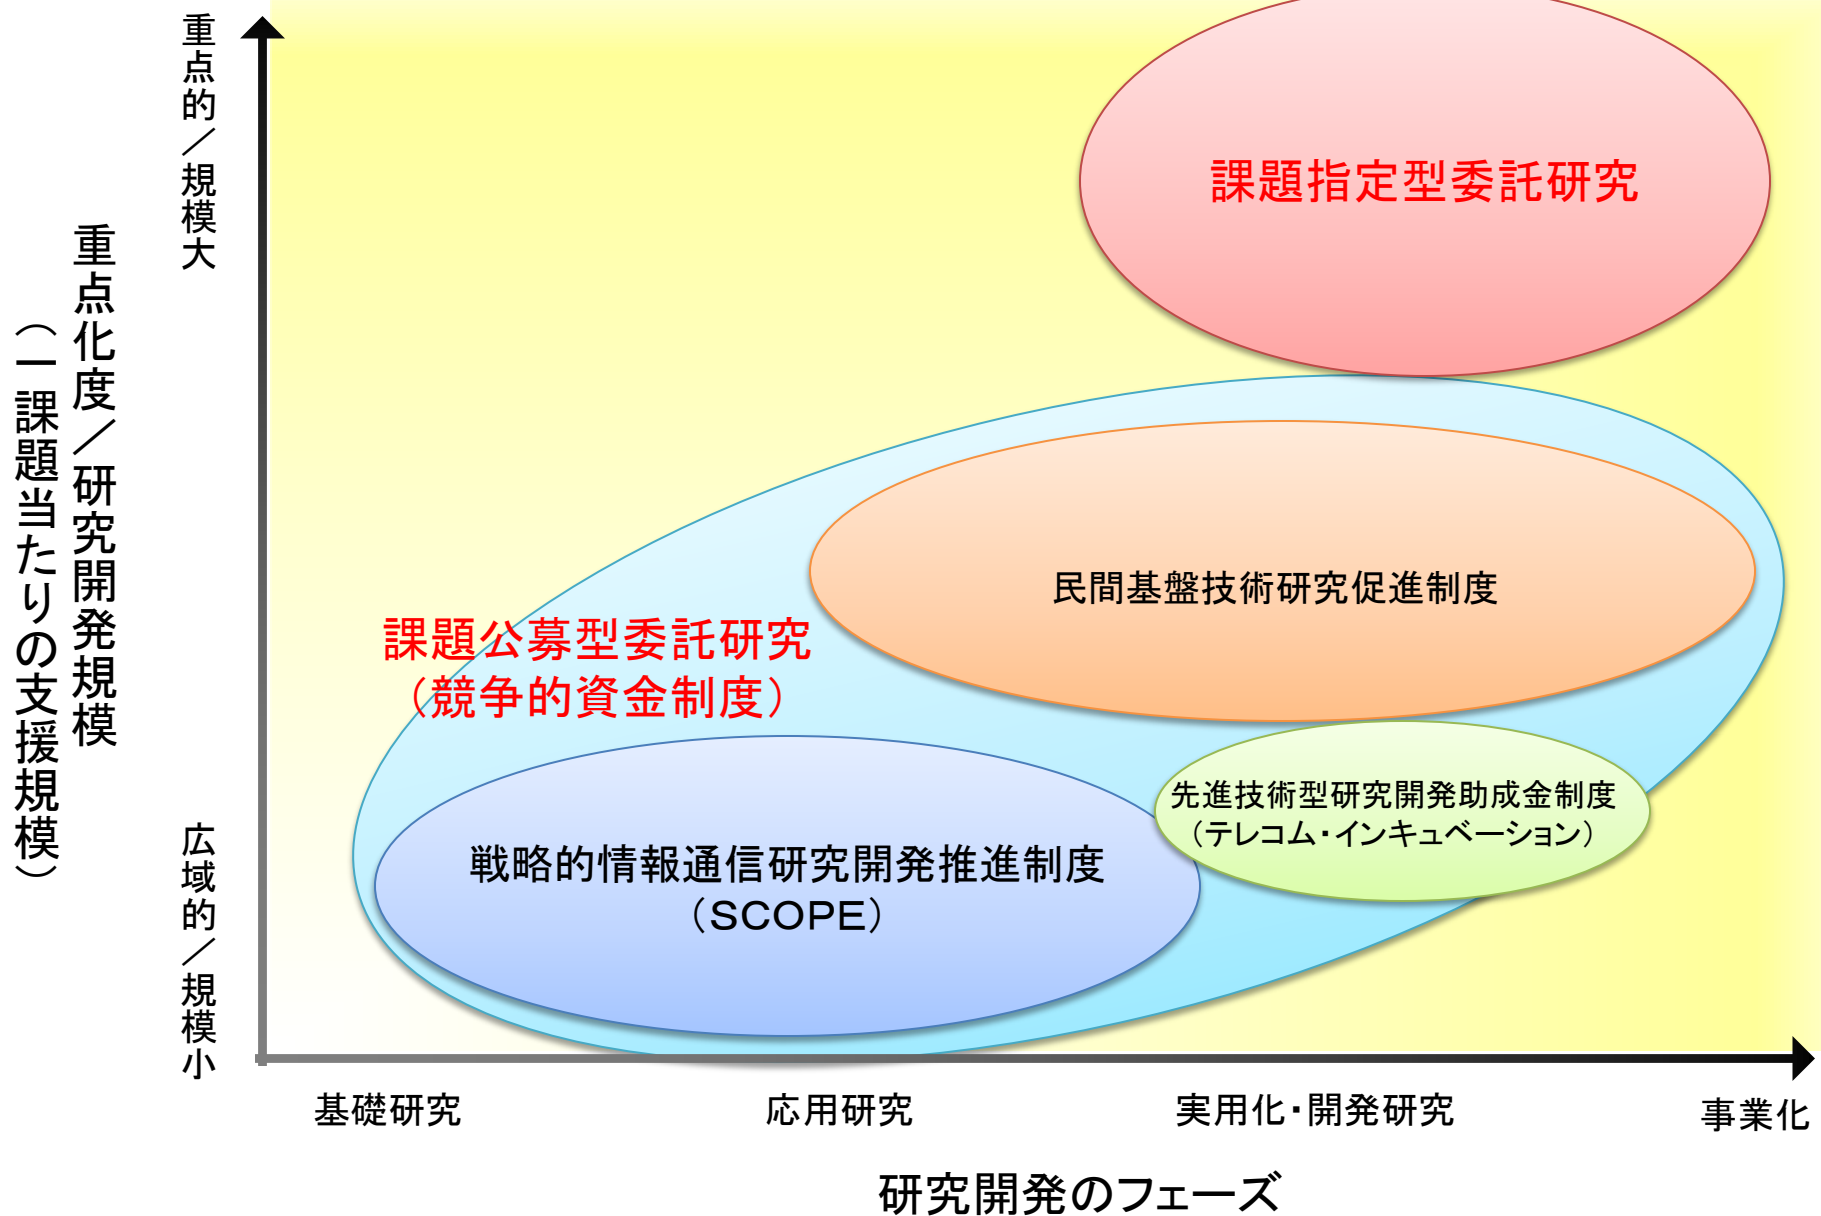 重点化度／研究開発規模
（一課題当たりの支援規模）
重点的／規模大
広域的／規模小
課題指定型委託研究
民間基盤技術研究促進制度
課題公募型委託研究
（競争的資金制度）
先進技術型研究開発助成金制度
（テレコム・インキュベーション）
戦略的情報通信研究開発推進制度
（SCOPE）
基礎研究
応用研究
実用化・開発研究
事業化
研究開発のフェーズ